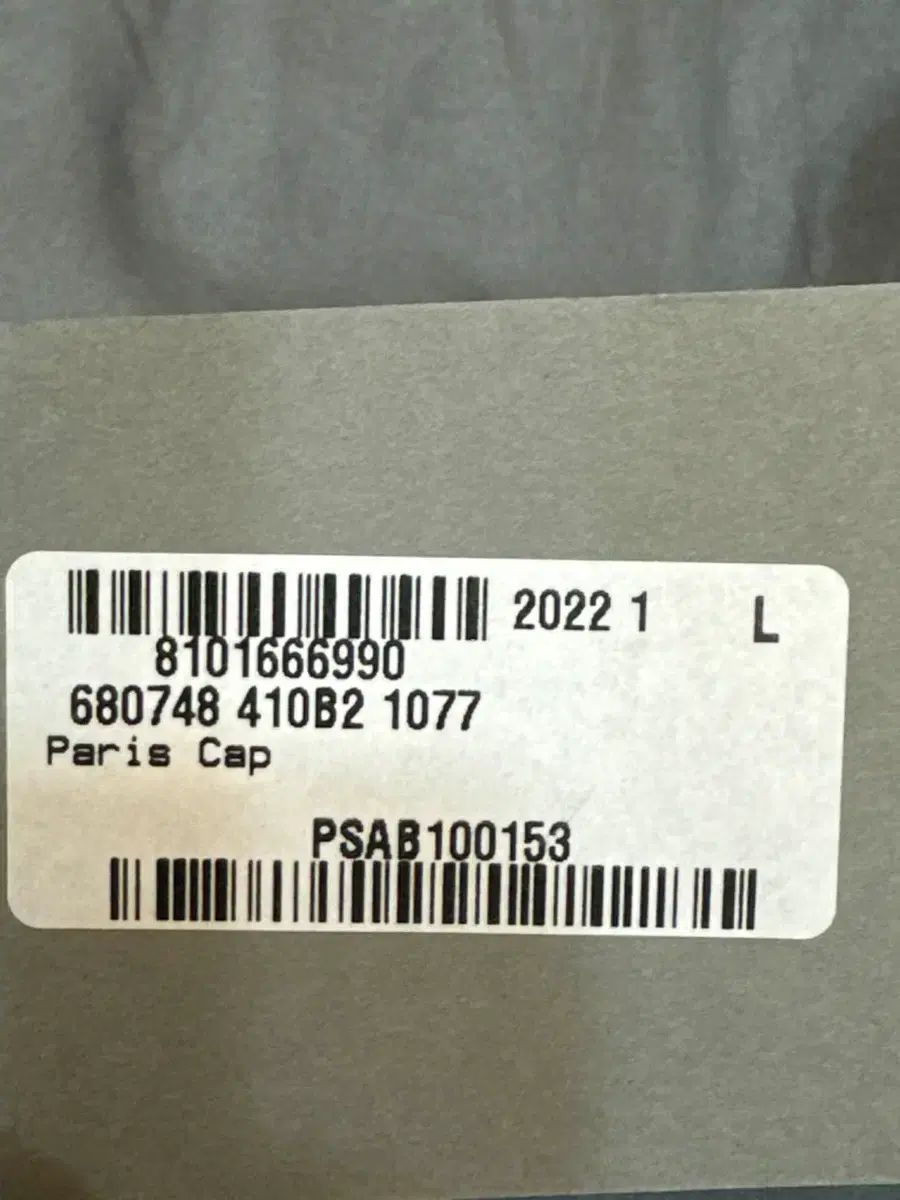 2022 1 L
8101666990
680748 410B2 1077
Paris Cap
PSAB100153